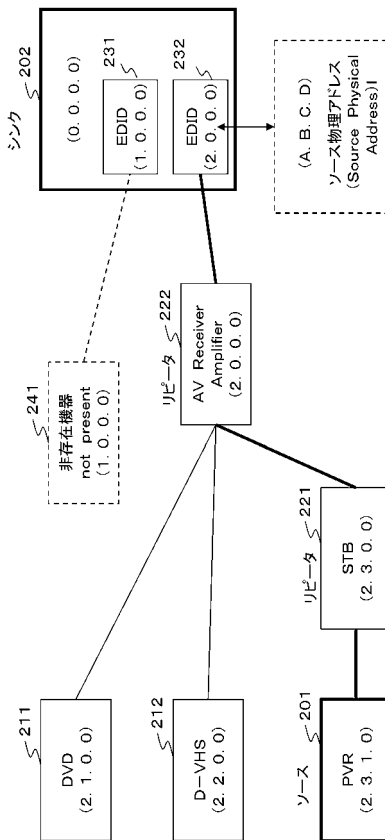 シンク 202
(0. 0. 0. 0)
231
EDID
(1. 0. 0. 0)
232
EDID
(2. 0. 0. 0)
(A. B. C. D)
ソース物理アドレス
(Source Physical
Address)I
241
非存在機器
not present
(1. 0. 0. 0)
リピータ 222
AV Receiver
Amplifier
(2. 0. 0. 0)
211
DVD
(2. 1. 0. 0)
212
D-VHS
(2. 2. 0. 0)
リピータ 221
STB
(2. 3. 0. 0)
ソース 201
PVR
(2. 3. 1. 0)